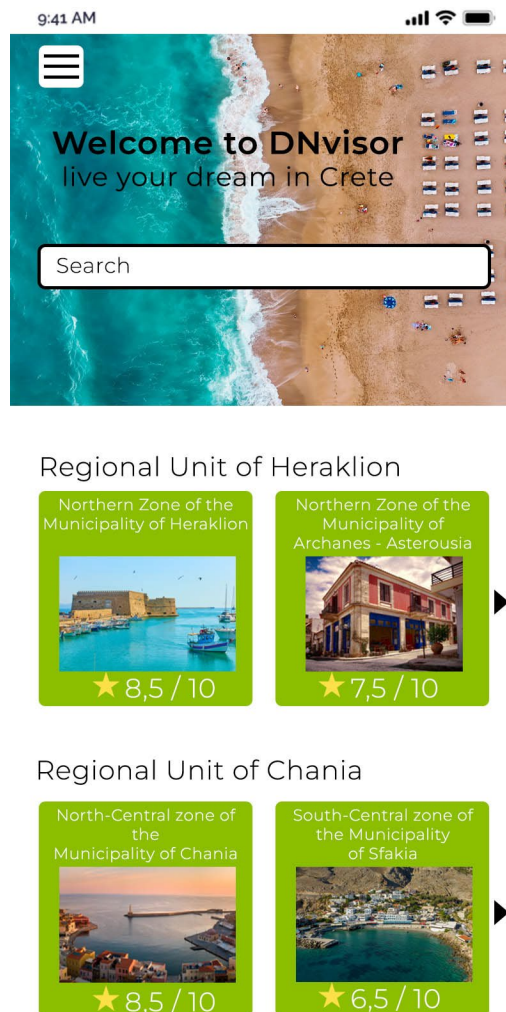 9:41 AM
Welcome to DNvisor
live your dream in Crete
Search
Regional Unit of Heraklion
Northern Zone of the
Municipality of Heraklion
8,5 / 10
Northern Zone of the
Municipality of
Archanes - Asterousia
7,5 / 10
Regional Unit of Chania
North-Central zone of
the
Municipality of Chania
8,5 / 10
South-Central zone of
the Municipality
of Sfakia
6,5 / 10